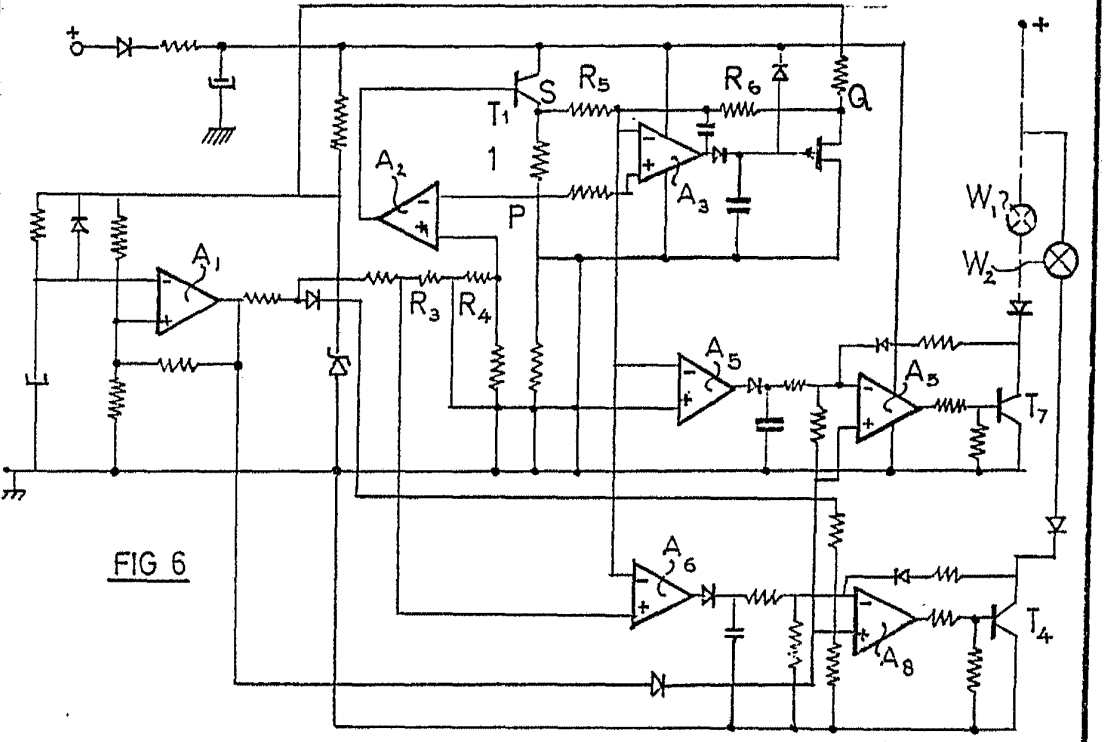 +
+
S
R5
R6
Q
T1
1
A2
-
+
P
-
+
A3
W1
W2
A1
-
+
R3
R4
A5
-
+
A5
-
+
T7
FIG 6
A6
-
+
A8
-
+
T4